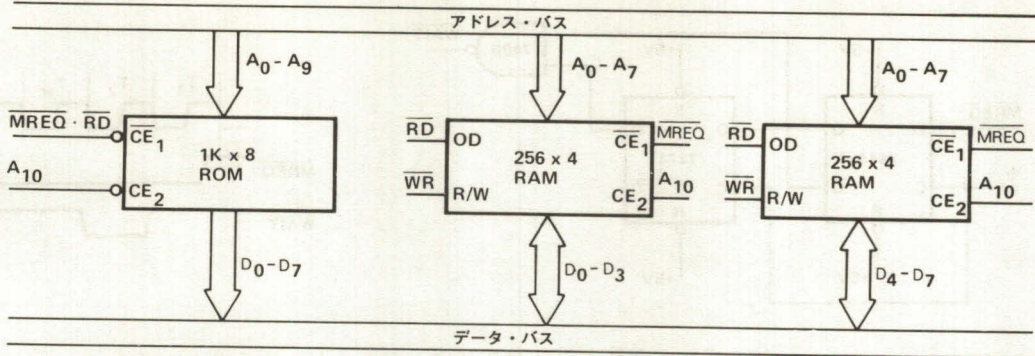 アドレス・バス
A0 – A9
A0 – A7
A0 – A7
MREQ · RD
CE1
A10
CE2
1K x 8
ROM
RD
OD
WR
R/W
256 x 4
RAM
CE1
MREQ
A10
CE2
RD
OD
WR
R/W
256 x 4
RAM
CE1
MREQ
A10
CE2
D0 – D7
D0 – D3
D4 – D7
データ・バス